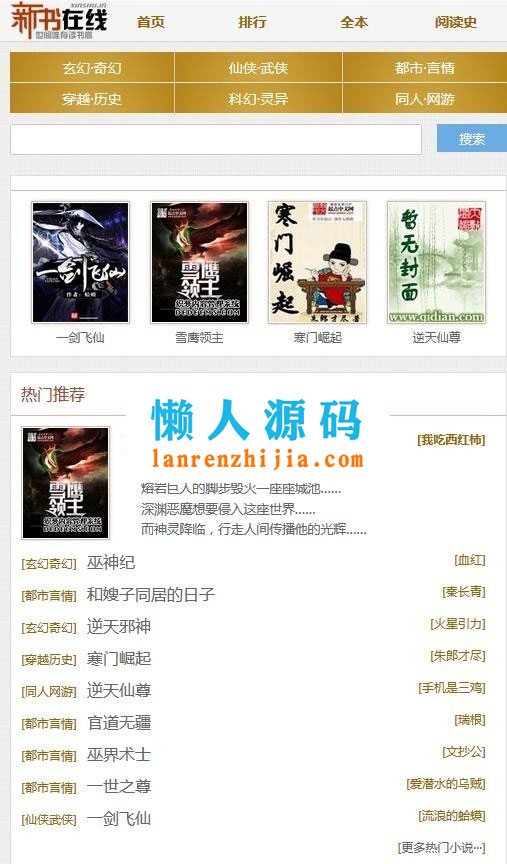 新书在线
XINSHU.IN
世间唯有读书高
首页 排行 全本 阅读史
玄幻·奇幻 仙侠·武侠 都市·言情
穿越·历史 科幻·灵异 同人·网游
搜索
一剑飞仙
作者：蛤蟆
雪鹰领主
寒门崛起
朱郎才尽 著
暂无封面
www.qidian.com
一剑飞仙 雪鹰领主 寒门崛起 逆天仙尊
热门推荐
懒人源码
lanrenzhijia.com
雪鹰领主
[我吃西红柿]
熔岩巨人的脚步毁火一座座城池......
深渊恶魔想要侵入这座世界......
而神灵降临，行走人间传播他的光辉......
[玄幻奇幻] 巫神纪 [血红]
[都市言情] 和嫂子同居的日子 [秦长青]
[玄幻奇幻] 逆天邪神 [火星引力]
[穿越历史] 寒门崛起 [朱郎才尽]
[同人网游] 逆天仙尊 [手机是三鸡]
[都市言情] 官道无疆 [瑞根]
[都市言情] 巫界术士 [文抄公]
[都市言情] 一世之尊 [爱潜水的乌贼]
[仙侠武侠] 一剑飞仙 [流浪的蛤蟆]
[更多热门小说···]